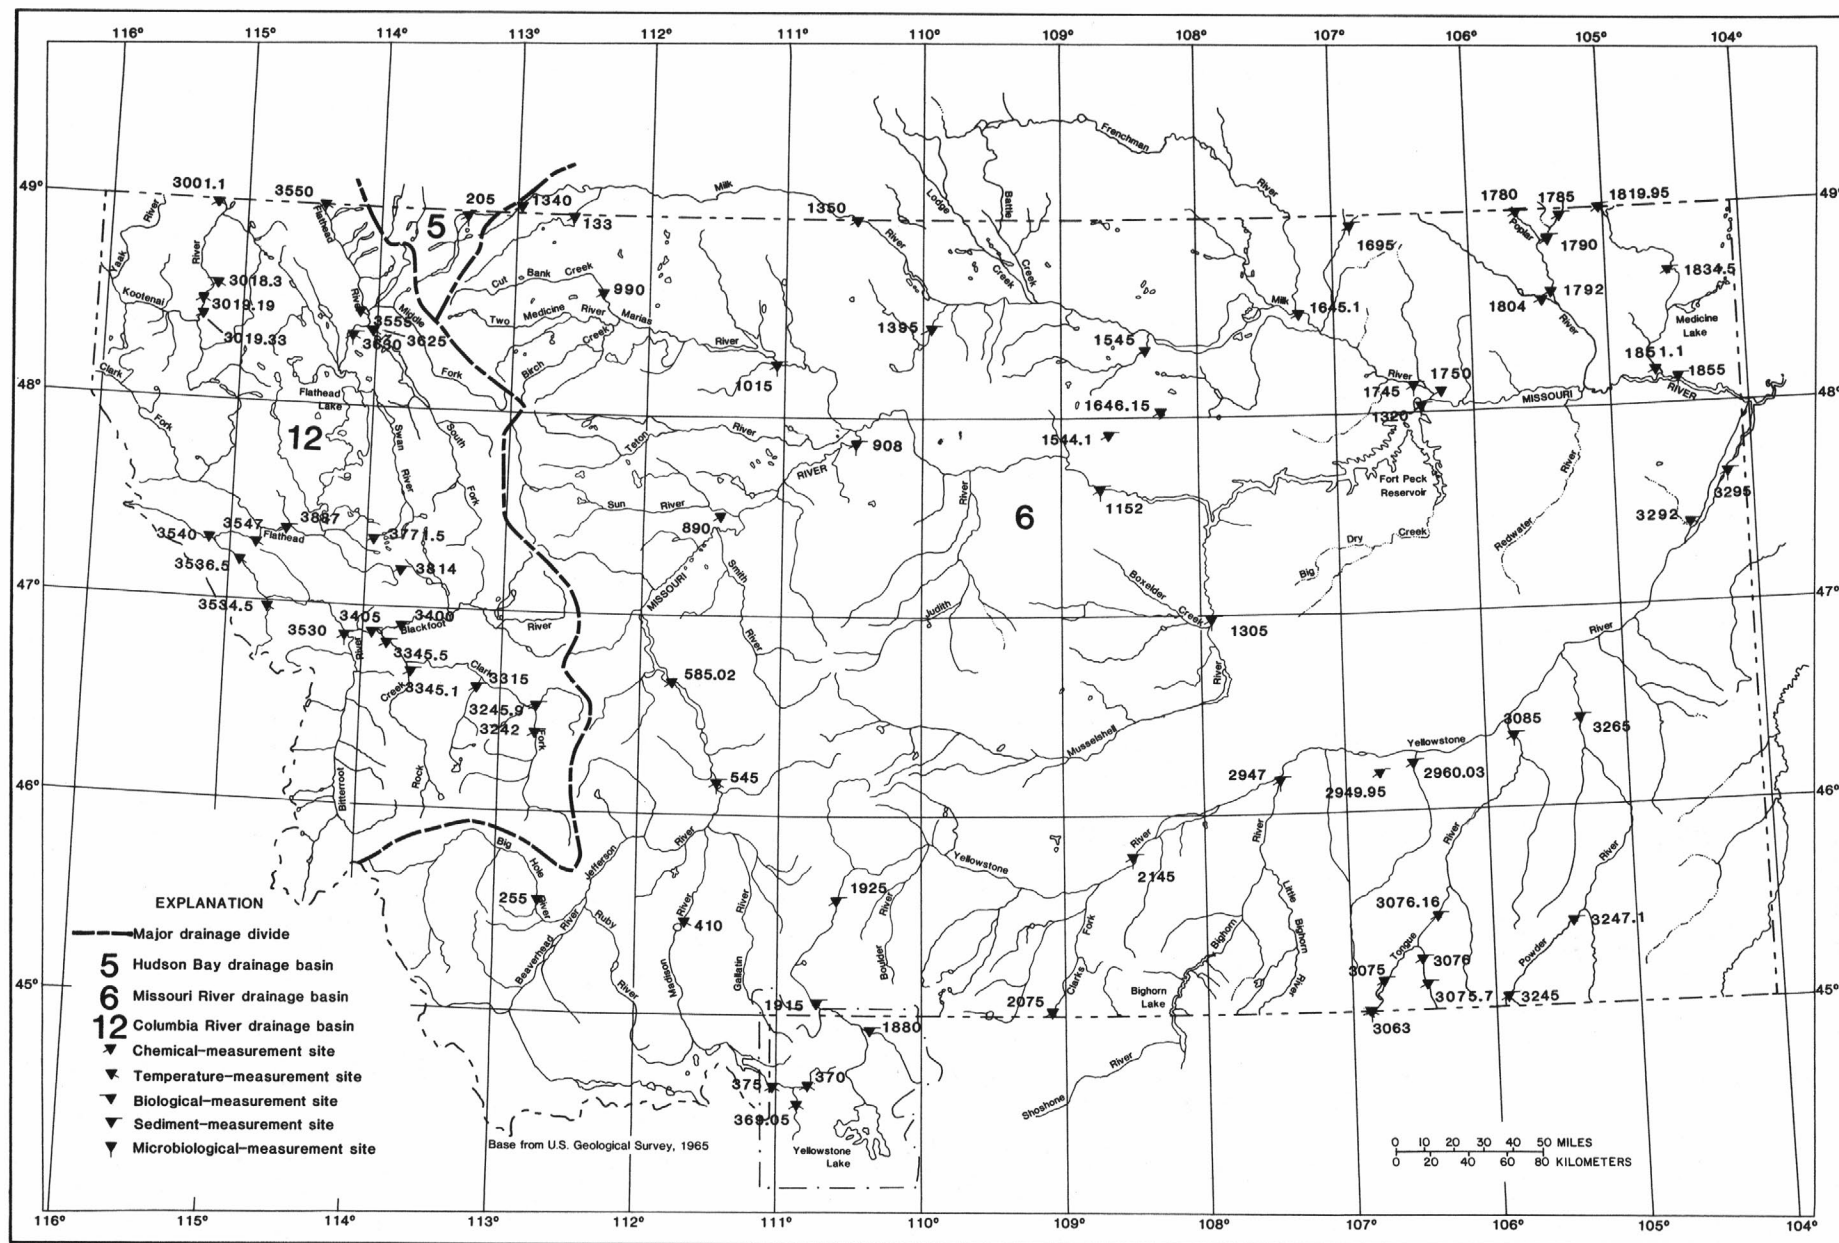 116° 115° 114° 113° 112° 111° 110° 109° 108° 107° 106° 105° 104°
49° 49°
3001.1 3550 205 1340 133 1350 1780 1785 1819.95
5
Milk River
Frenchman River
Lodge Creek
Battle Creek
Yaak River
River
Flathead River
Poplar River
1695 1790 1834.5
3018.3
3019.19
3019.33
Kootenai
Cut Bank Creek
990
Two Medicine River
Marias River
Birch Creek
1395
1545
Milk River
1645.1
1804
1792
Medicine Lake
3555
3625
3630
Middle Fork
1015
1851.1
1855
48° 48°
Clark Fork
Flathead Lake
12
Swan River
South Fork
Teton River
908
RIVER
1646.15
1544.1
1745
1750
1320
MISSOURI RIVER
Fort Peck Reservoir
Redwater River
3295
3292
6
1152
Sun River
890
Smith River
MISSOURI
3547
3887
Flathead
3540
3536.5
3771.5
3814
3534.5
Judith River
Boxelder Creek
Big Dry Creek
47° 47°
3530
3405
3400
Blackfoot River
River
3345.5
3345.1
Creek
Rock
Clark Fork
3315
3245.9
3242
585.02
1305
River
Musselshell
River
Yellowstone
3085
3265
46° 46°
Bitterroot
545
2947
2949.95
2960.03
Big Hole River
255
Jefferson River
Ruby River
Beaverhead River
410
Madison River
Gallatin River
1925
Boulder River
Yellowstone River
2145
Clarks Fork
Bighorn River
Little Bighorn River
Bighorn Lake
3076.16
Tongue River
3247.1
Powder River
3075
3076
3075.7
3245
3063
45° 45°
1915
1880
2075
375
370
369.05
Shoshone River
Yellowstone Lake
EXPLANATION
Major drainage divide
5 Hudson Bay drainage basin
6 Missouri River drainage basin
12 Columbia River drainage basin
Chemical-measurement site
Temperature-measurement site
Biological-measurement site
Sediment-measurement site
Microbiological-measurement site
Base from U.S. Geological Survey, 1965
0 10 20 30 40 50 MILES
0 20 40 60 80 KILOMETERS
116° 115° 114° 113° 112° 111° 110° 109° 108° 107° 106° 105° 104°